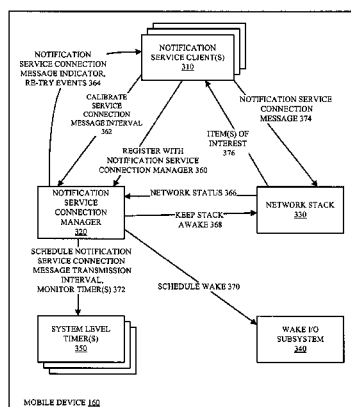 NOTIFICATION
SERVICE CONNECTION
MESSAGE INDICATOR,
RE-TRY EVENTS 364
NOTIFICATION
SERVICE CLIENT(S)
310
CALIBRATE
SERVICE
CONNECTION
MESSAGE INTERVAL
362
NOTIFICATION SERVICE
CONNECTION
MESSAGE 374
ITEM(S) OF
INTEREST
376
REGISTER WITH
NOTIFICATION SERVICE
CONNECTION MANAGER 360
NOTIFICATION
SERVICE
CONNECTION
MANAGER
320
NETWORK STATUS 366
KEEP STACK
AWAKE 368
NETWORK STACK
330
SCHEDULE NOTIFICATION
SERVICE CONNECTION
MESSAGE TRANSMISSION
INTERVAL,
MONITOR TIMER(S) 372
SCHEDULE WAKE 370
SYSTEM LEVEL
TIMER(S)
350
WAKE I/O
SUBSYSTEM
340
MOBILE DEVICE 160